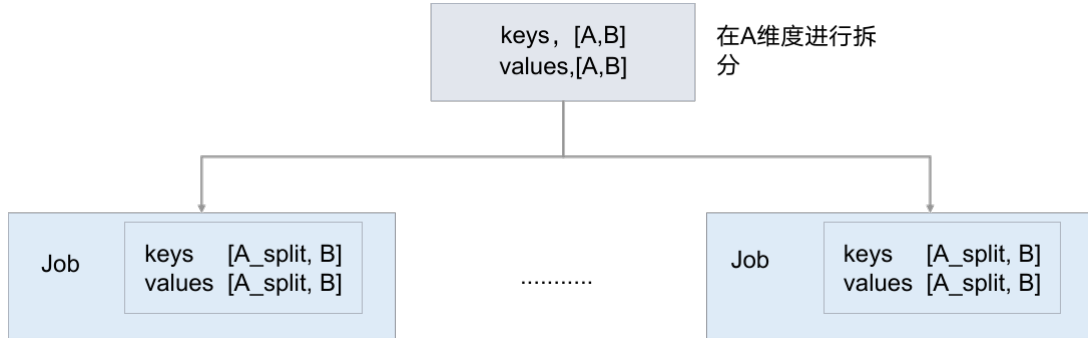 keys，[A,B]
values,[A,B]
在A维度进行拆
分
Job
keys [A_split, B]
values [A_split, B]
...........
Job
keys [A_split, B]
values [A_split, B]